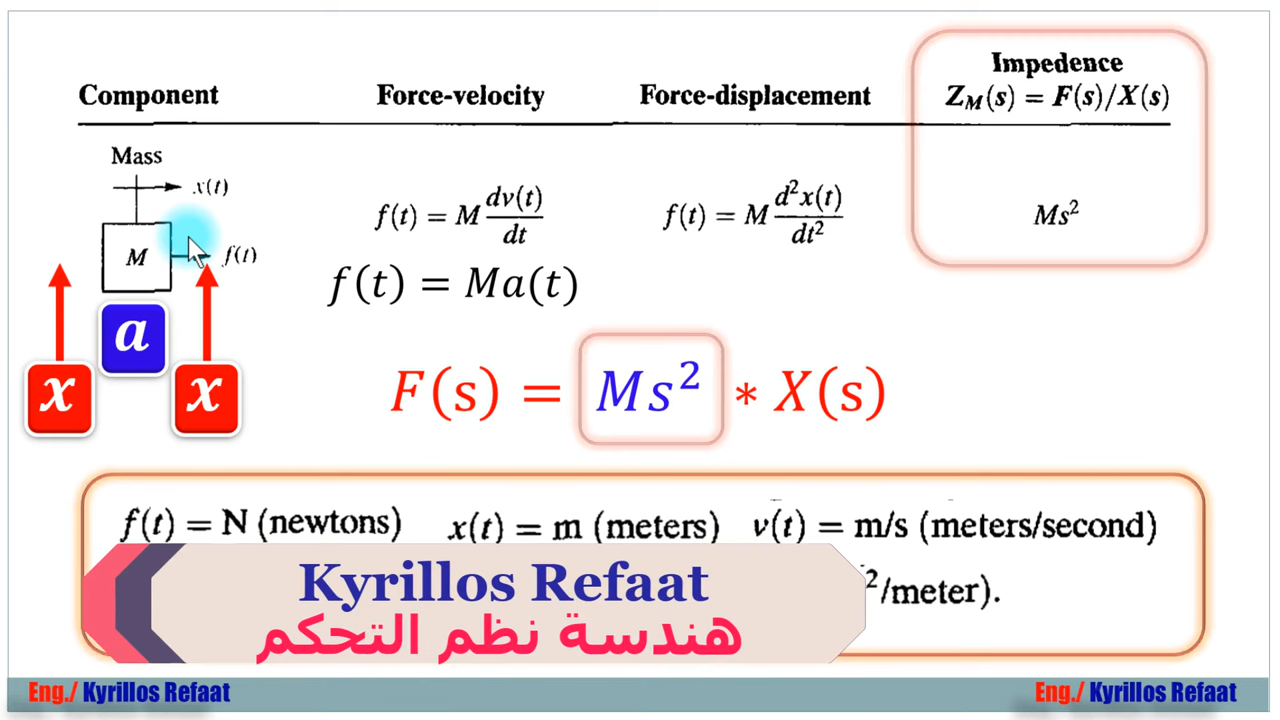 Component Force-velocity Force-displacement Impedence
Z_M(s) = F(s)/X(s)
Mass
x(t)
M
f(t)
f(t) = M dv(t)/dt
f(t) = M d²x(t)/dt²
Ms²
f(t) = Ma(t)
a
x x
F(s) = Ms² * X(s)
f(t) = N (newtons) x(t) = m (meters) v(t) = m/s (meters/second)
²/meter).
Kyrillos Refaat
هندسة نظم التحكم
Eng./ Kyrillos Refaat Eng./ Kyrillos Refaat